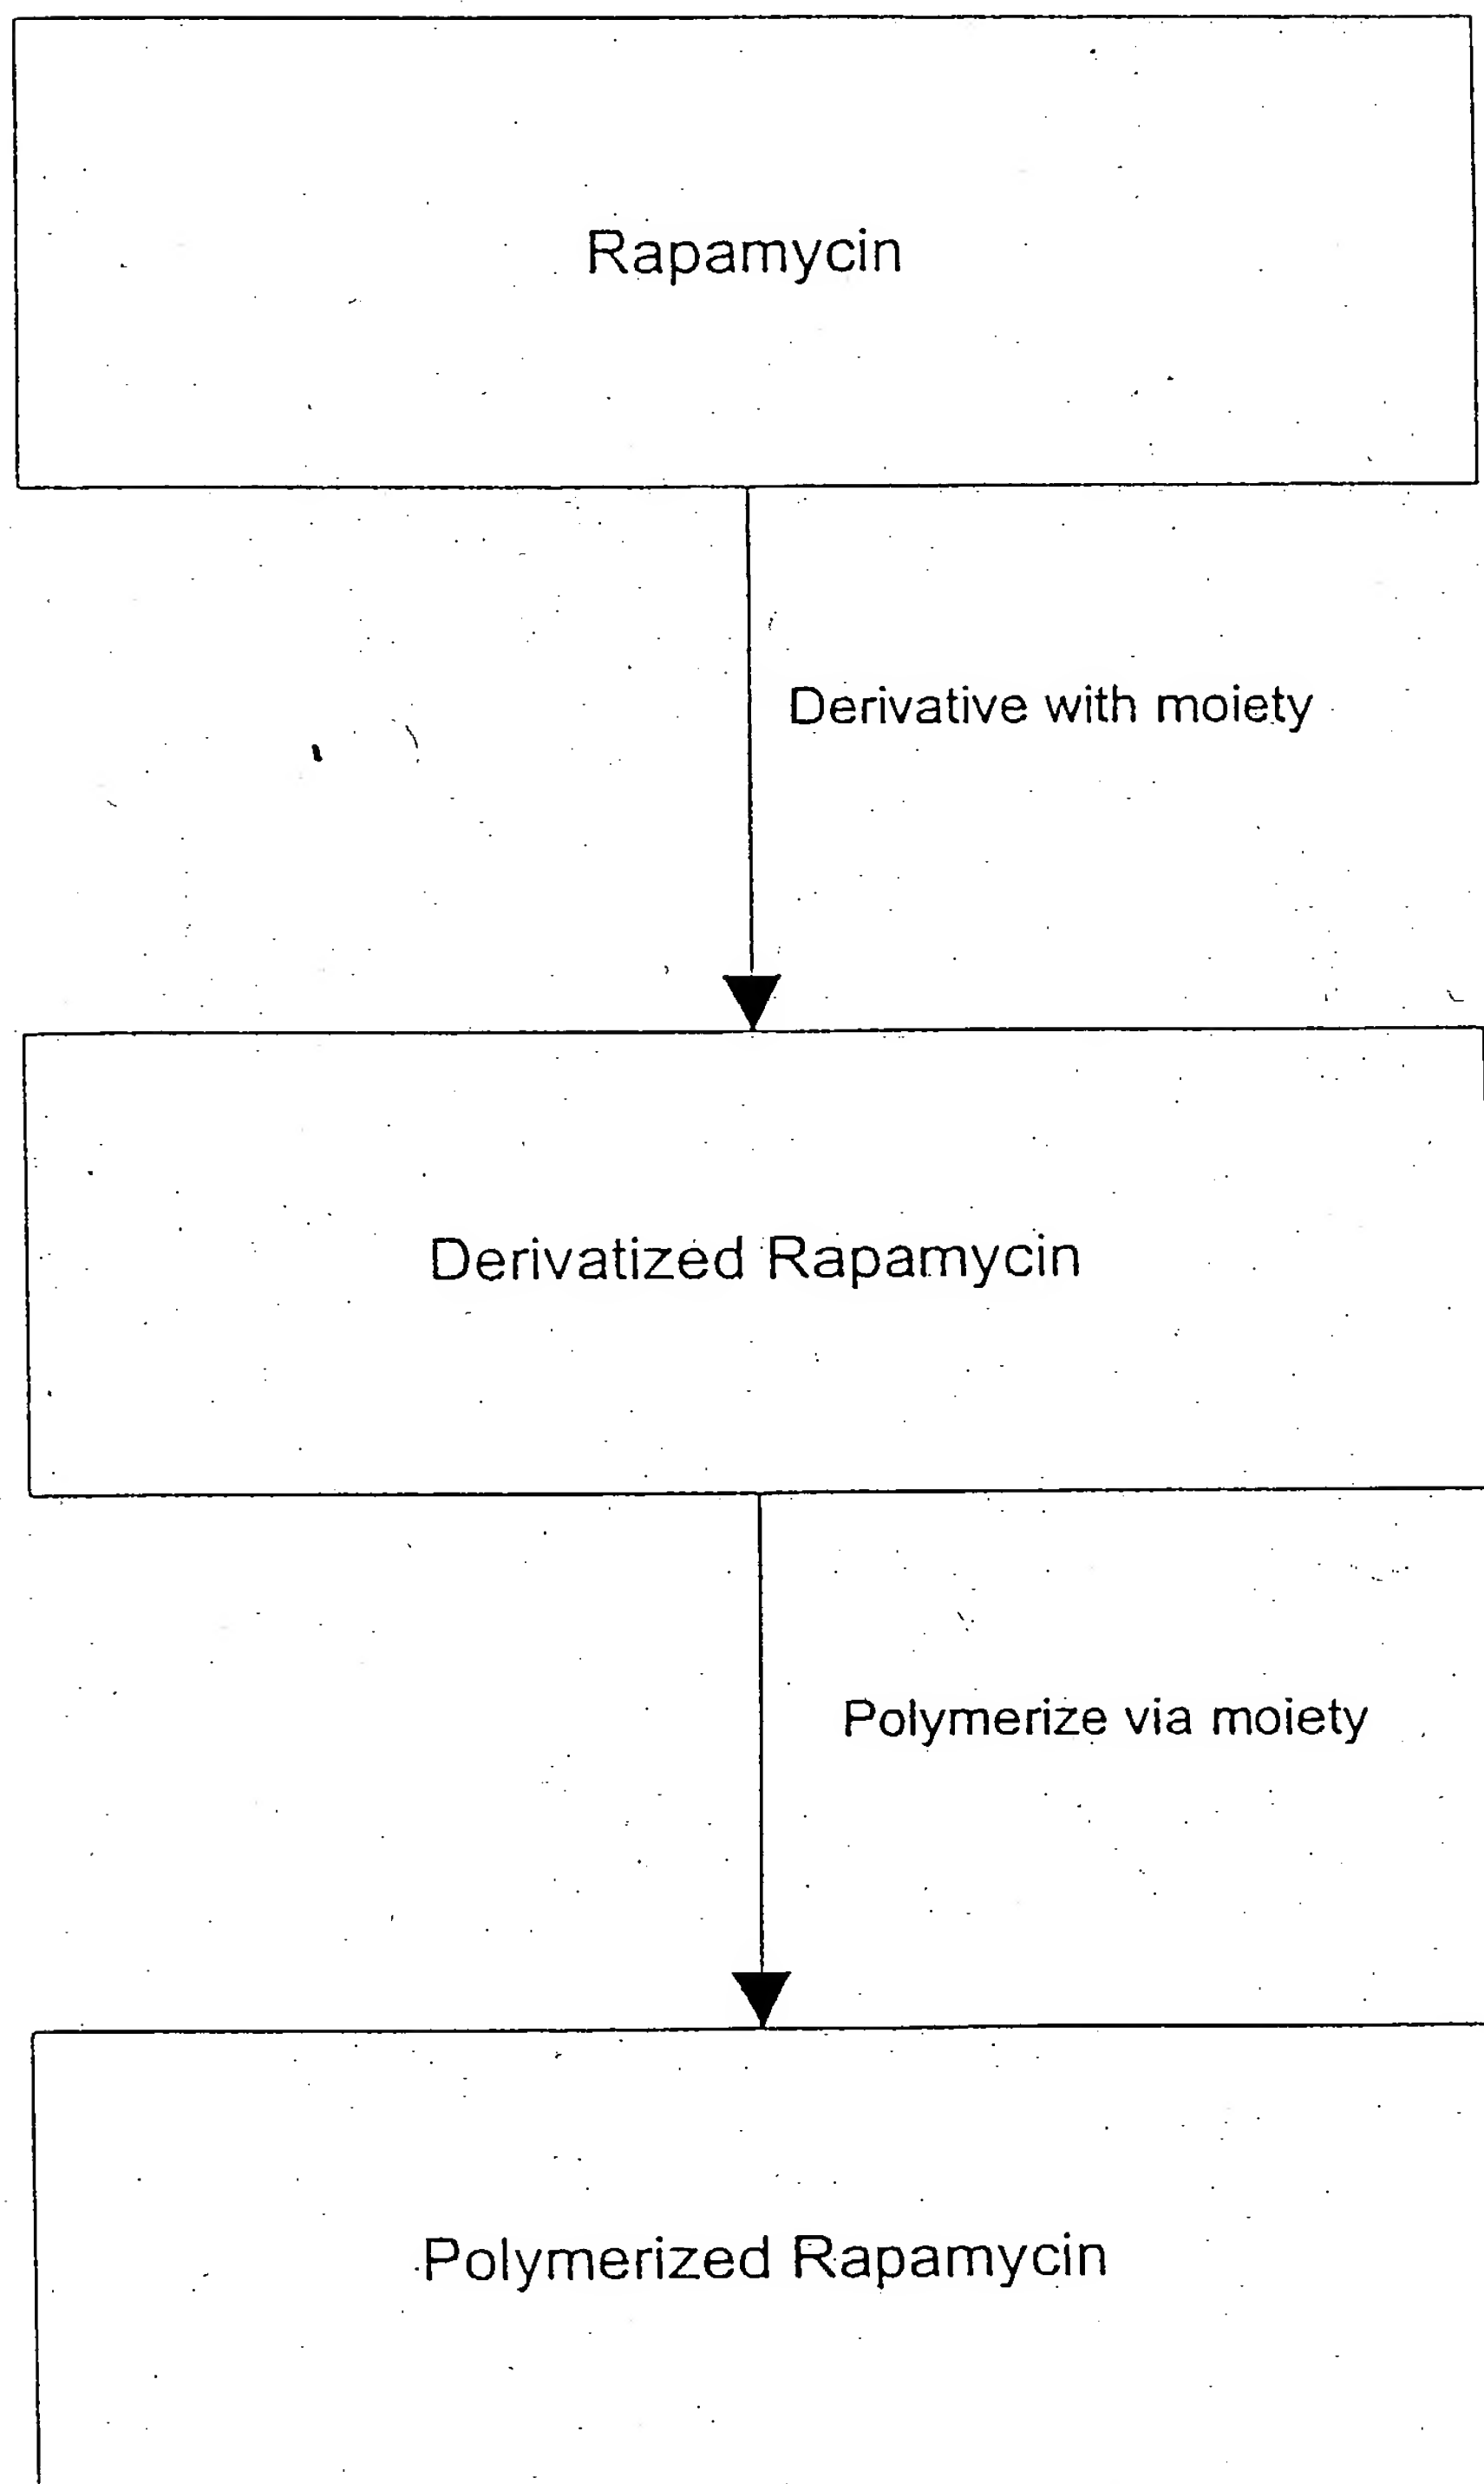 Rapamycin
Derivative with moiety
Derivatized Rapamycin
Polymerize via moiety
Polymerized Rapamycin